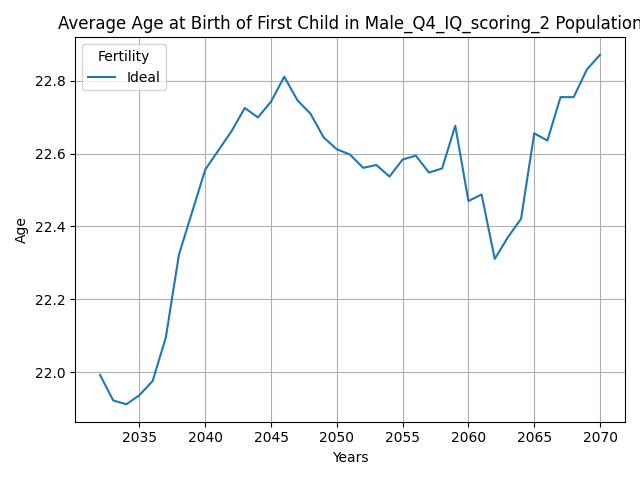 Average Age at Birth of First Child in Male_Q4_IQ_scoring_2 Population
Fertility
Ideal
22.8
22.6
22.4
22.2
22.0
Age
2035 2040 2045 2050 2055 2060 2065 2070
Years